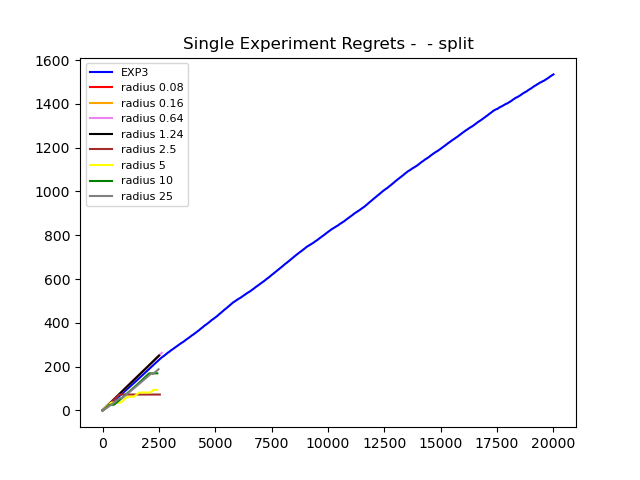 Single Experiment Regrets -  - split
1600
1400
1200
1000
800
600
400
200
0
EXP3
radius 0.08
radius 0.16
radius 0.64
radius 1.24
radius 2.5
radius 5
radius 10
radius 25
0 2500 5000 7500 10000 12500 15000 17500 20000